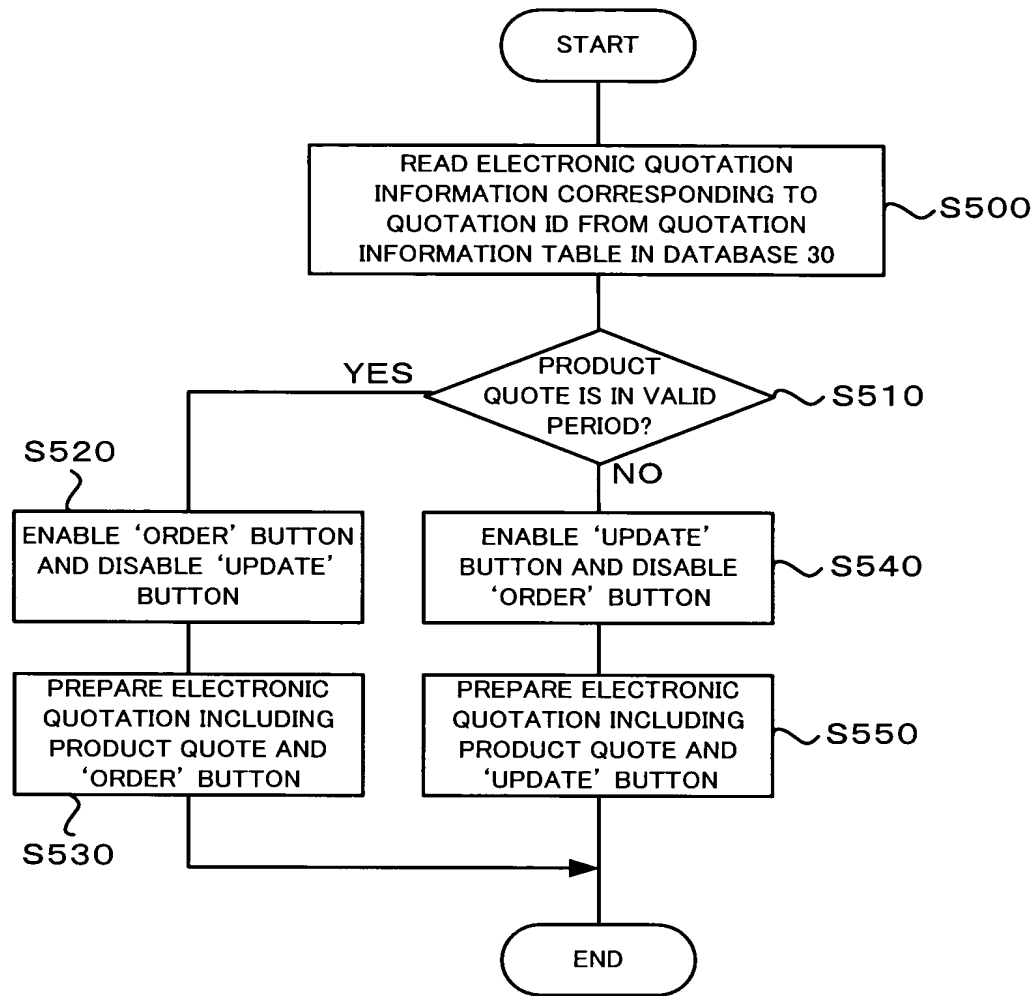 START
READ ELECTRONIC QUOTATION
INFORMATION CORRESPONDING TO
QUOTATION ID FROM QUOTATION
INFORMATION TABLE IN DATABASE 30
S500
PRODUCT
QUOTE IS IN VALID
PERIOD?
S510
YES
NO
S520
ENABLE ‘ORDER’ BUTTON
AND DISABLE ‘UPDATE’
BUTTON
ENABLE ‘UPDATE’
BUTTON AND DISABLE
‘ORDER’ BUTTON
S540
PREPARE ELECTRONIC
QUOTATION INCLUDING
PRODUCT QUOTE AND
‘ORDER’ BUTTON
S530
PREPARE ELECTRONIC
QUOTATION INCLUDING
PRODUCT QUOTE AND
‘UPDATE’ BUTTON
S550
END